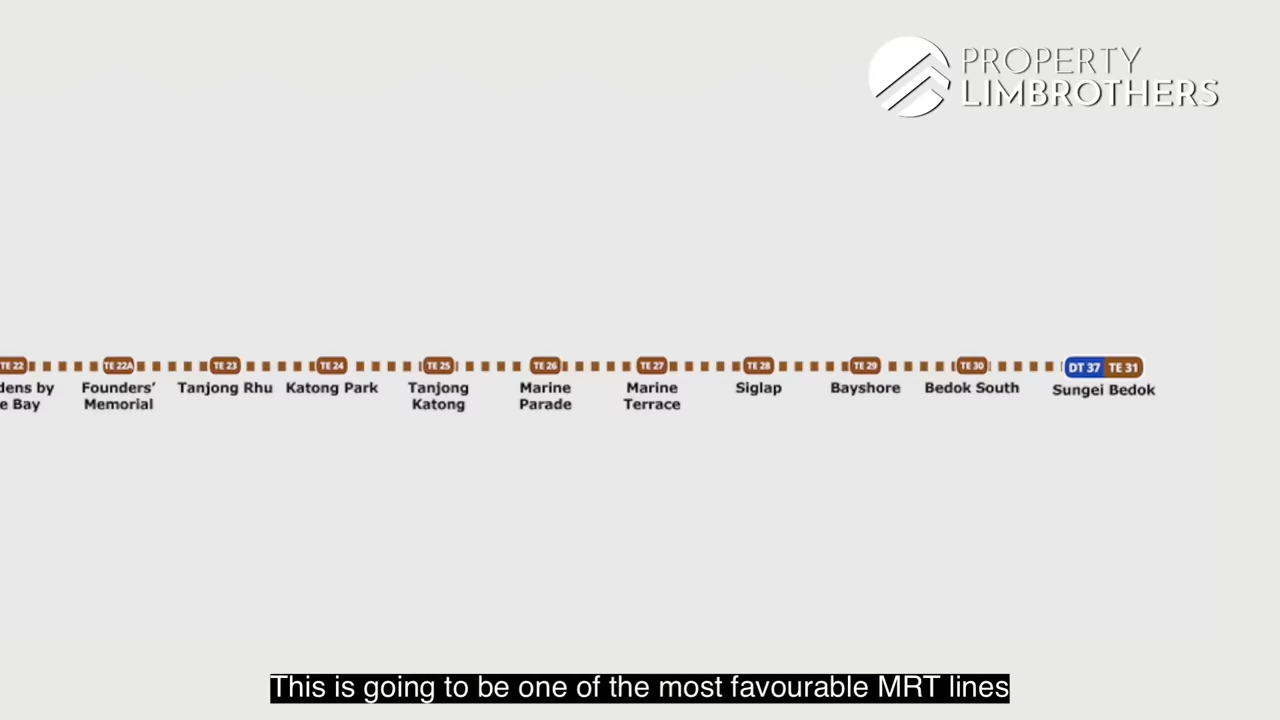 PROPERTY
LIMBROTHERS
TE 22 TE 22A TE 23 TE 24 TE 25 TE 26 TE 27 TE 28 TE 29 TE 30 DT 37 TE 31
dens by Founders' Tanjong Rhu Katong Park Tanjong Marine Marine Siglap Bayshore Bedok South Sungei Bedok
e Bay Memorial Katong Parade Terrace
This is going to be one of the most favourable MRT lines